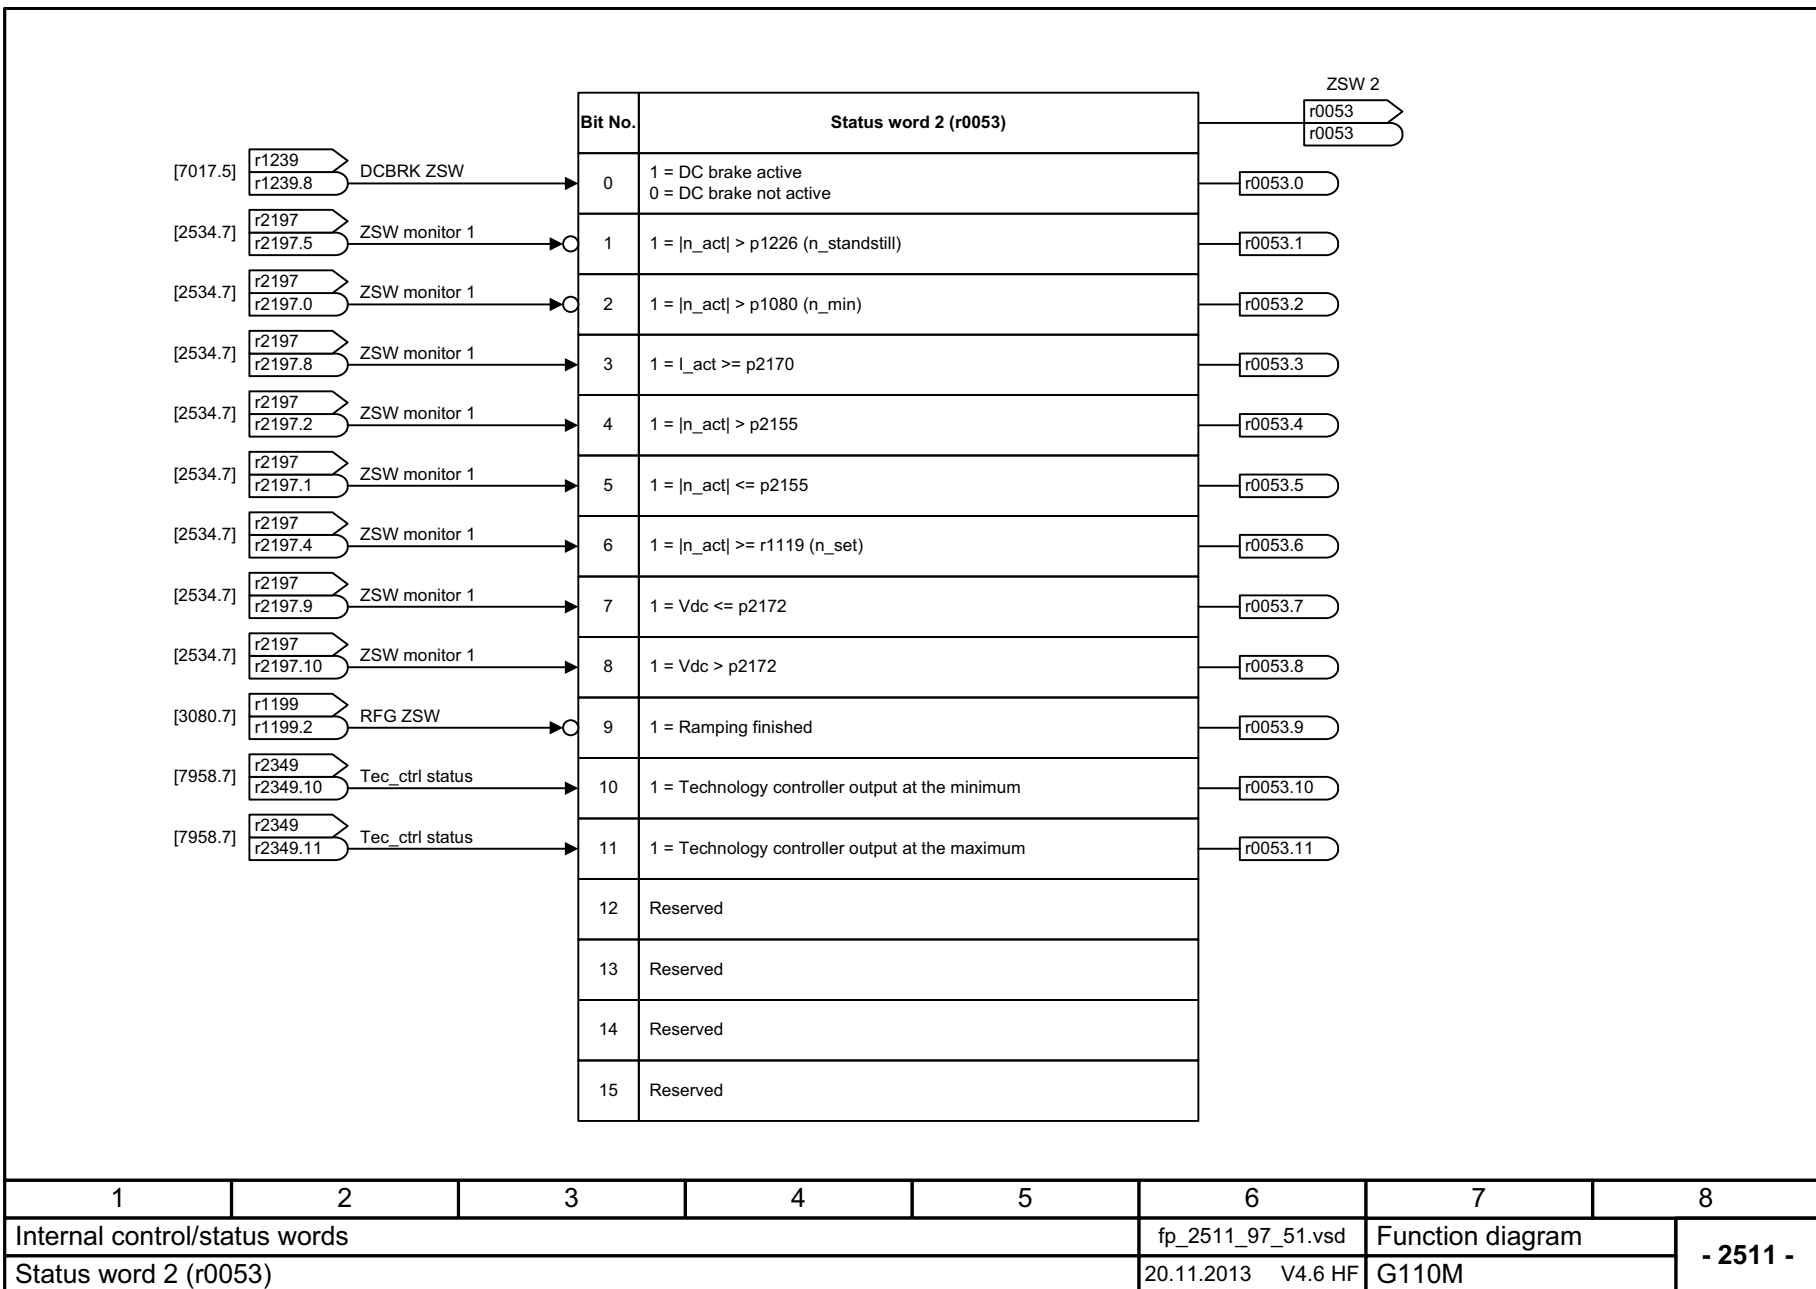 ZSW 2
r0053
r0053
Bit No. Status word 2 (r0053)
[7017.5] r1239 DCBRK ZSW
r1239.8
0 1 = DC brake active
0 = DC brake not active
r0053.0
[2534.7] r2197 ZSW monitor 1
r2197.5
1 1 = |n_act| > p1226 (n_standstill)
r0053.1
[2534.7] r2197 ZSW monitor 1
r2197.0
2 1 = |n_act| > p1080 (n_min)
r0053.2
[2534.7] r2197 ZSW monitor 1
r2197.8
3 1 = I_act >= p2170
r0053.3
[2534.7] r2197 ZSW monitor 1
r2197.2
4 1 = |n_act| > p2155
r0053.4
[2534.7] r2197 ZSW monitor 1
r2197.1
5 1 = |n_act| <= p2155
r0053.5
[2534.7] r2197 ZSW monitor 1
r2197.4
6 1 = |n_act| >= r1119 (n_set)
r0053.6
[2534.7] r2197 ZSW monitor 1
r2197.9
7 1 = Vdc <= p2172
r0053.7
[2534.7] r2197 ZSW monitor 1
r2197.10
8 1 = Vdc > p2172
r0053.8
[3080.7] r1199 RFG ZSW
r1199.2
9 1 = Ramping finished
r0053.9
[7958.7] r2349 Tec_ctrl status
r2349.10
10 1 = Technology controller output at the minimum
r0053.10
[7958.7] r2349 Tec_ctrl status
r2349.11
11 1 = Technology controller output at the maximum
r0053.11
12 Reserved
13 Reserved
14 Reserved
15 Reserved
1 2 3 4 5 6 7 8
Internal control/status words fp_2511_97_51.vsd Function diagram
- 2511 -
Status word 2 (r0053) 20.11.2013 V4.6 HF G110M